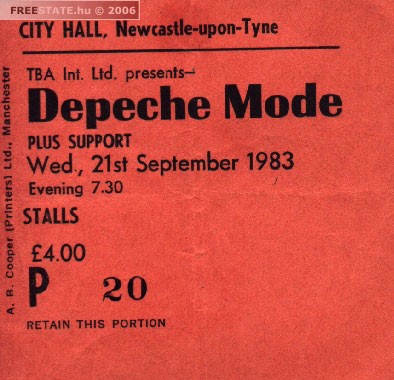 FREESTATE.hu © 2006
CITY HALL, Newcastle-upon-Tyne
TBA Int. Ltd. presents—
Depeche Mode
PLUS SUPPORT
Wed., 21st September 1983
Evening 7.30
STALLS
£4.00
P 20
RETAIN THIS PORTION
A. R. Cooper (Printers) Ltd., Manchester